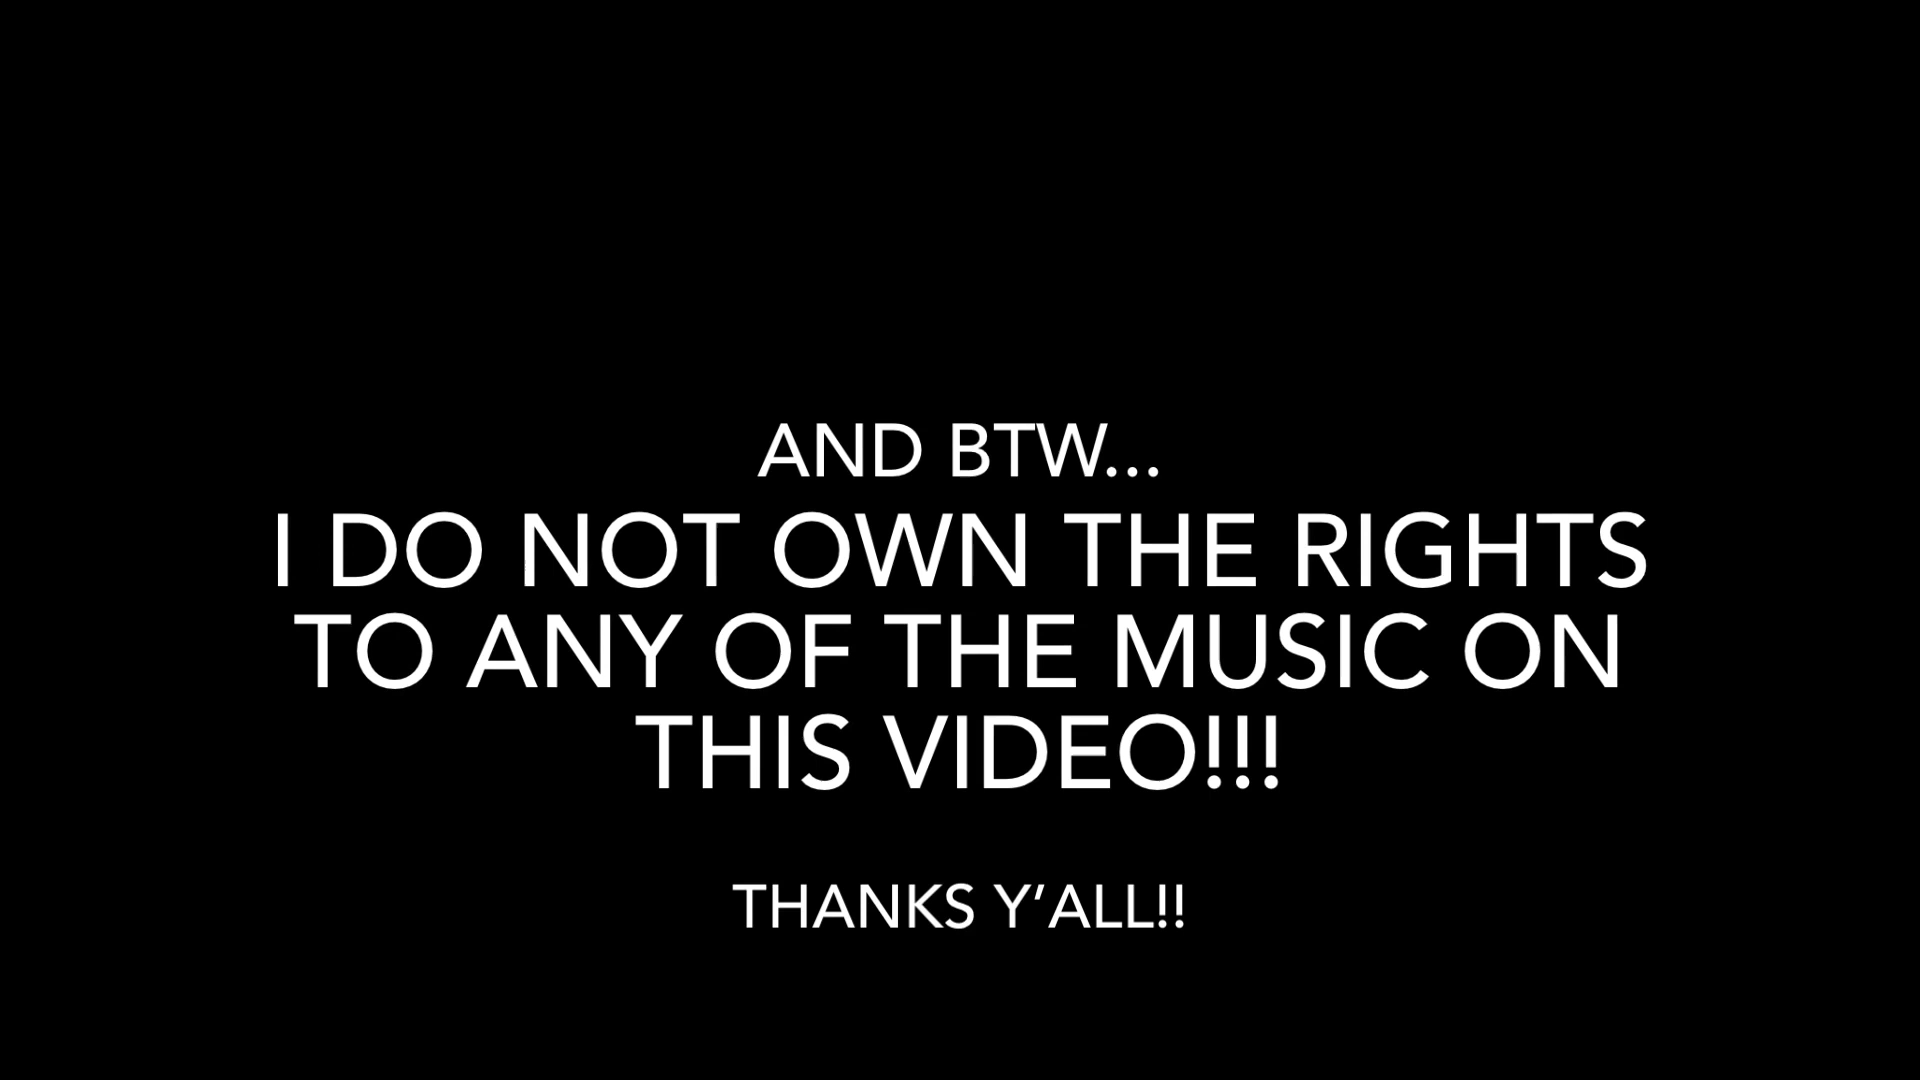 AND BTW...
I DO NOT OWN THE RIGHTS
TO ANY OF THE MUSIC ON
THIS VIDEO!!!
THANKS Y’ALL!!